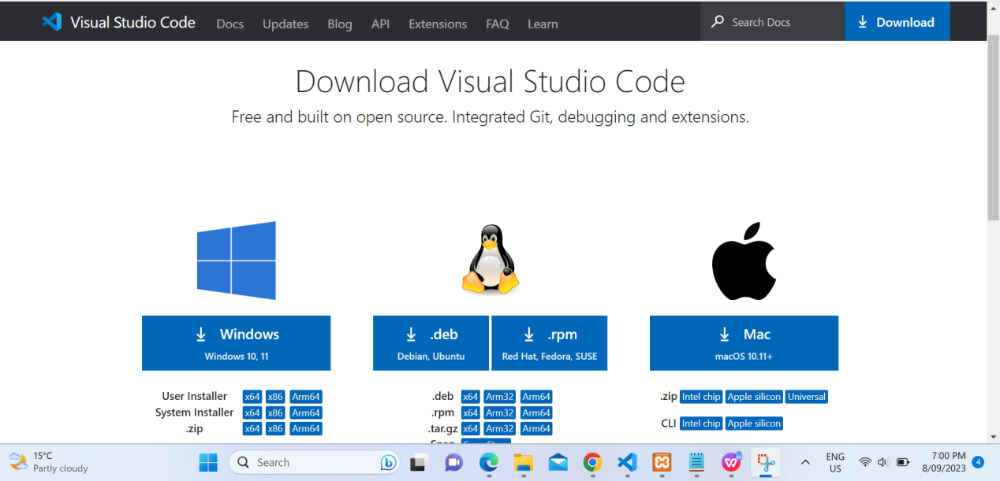 Visual Studio Code Docs Updates Blog API Extensions FAQ Learn Search Docs Download
Download Visual Studio Code
Free and built on open source. Integrated Git, debugging and extensions.
Windows
Windows 10, 11
.deb
Debian, Ubuntu
.rpm
Red Hat, Fedora, SUSE
Mac
macOS 10.11+
User Installer x64 x86 Arm64
System Installer x64 x86 Arm64
.zip x64 x86 Arm64
.deb x64 Arm32 Arm64
.rpm x64 Arm32 Arm64
.tar.gz x64 Arm32 Arm64
.zip Intel chip Apple silicon Universal
CLI Intel chip Apple silicon
15°C
Partly cloudy
Search
ENG
US
7:00 PM
8/09/2023
4